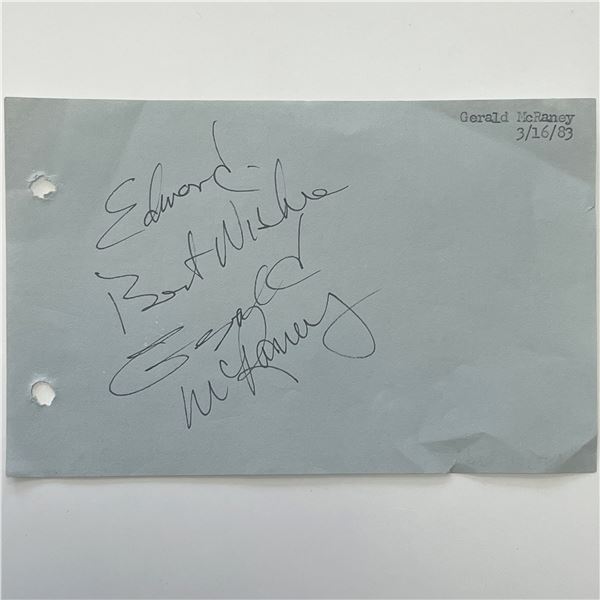 Gerald McRaney
3/16/83
Edward -
Best Wishes
Gerald
McRaney